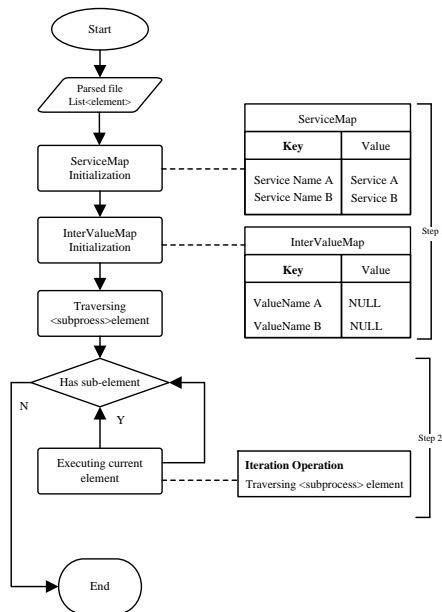 Start
Parsed file
List<element>
ServiceMap
Initialization
ServiceMap
Key Value
Service Name A Service A
Service Name B Service B
InterValueMap
Initialization
InterValueMap
Key Value
ValueName A NULL
ValueName B NULL
Step
Traversing
<subproess>element
Has sub-element
N
Y
Executing current
element
Iteration Operation
Traversing <subprocess> element
Step 2
End